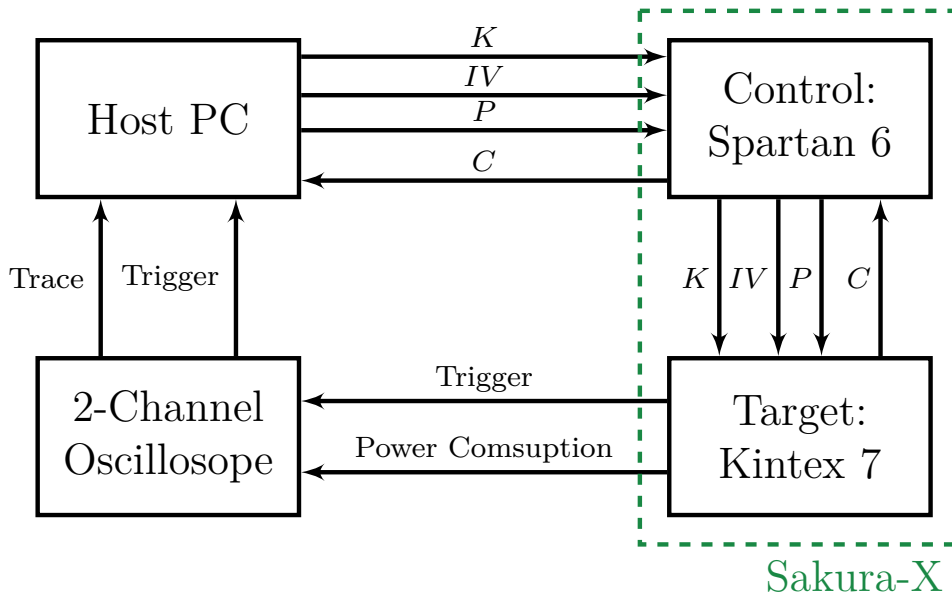 K
IV
P
C
Host PC
Control:
Spartan 6
Trace
Trigger
K
IV
P
C
2-Channel
Oscillosope
Trigger
Power Comsuption
Target:
Kintex 7
Sakura-X